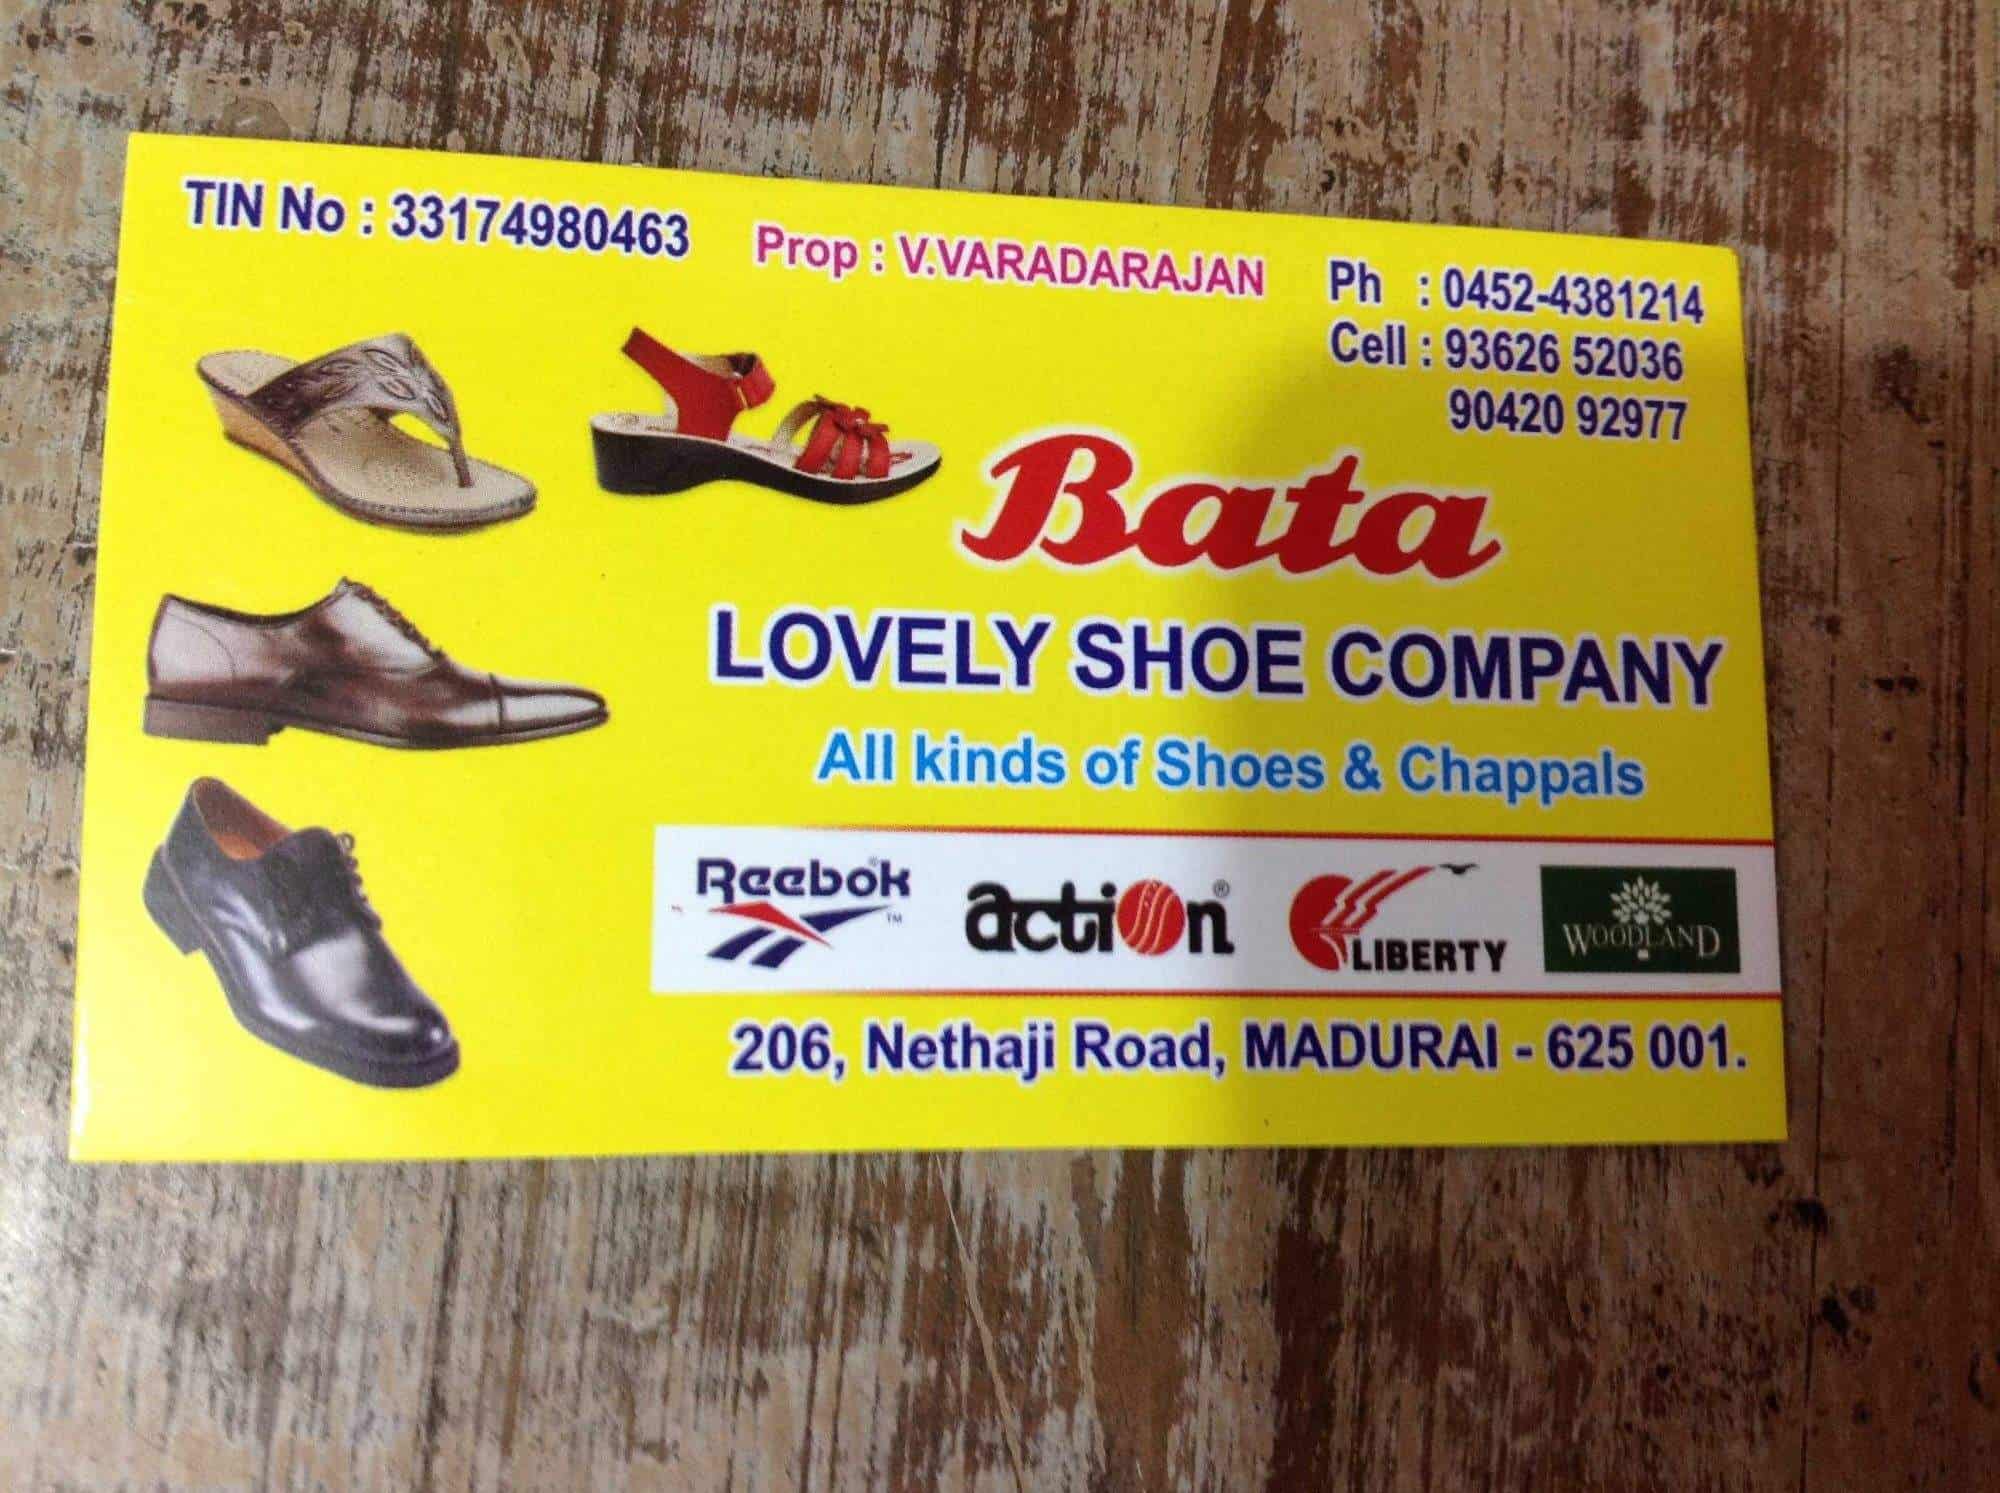 TIN No : 33174980463
Prop : V.VARADARAJAN
Ph : 0452-4381214
Cell : 93626 52036
90420 92977
Bata
LOVELY SHOE COMPANY
All kinds of Shoes & Chappals
Reebok™
action®
LIBERTY
WOODLAND
206, Nethaji Road, MADURAI - 625 001.